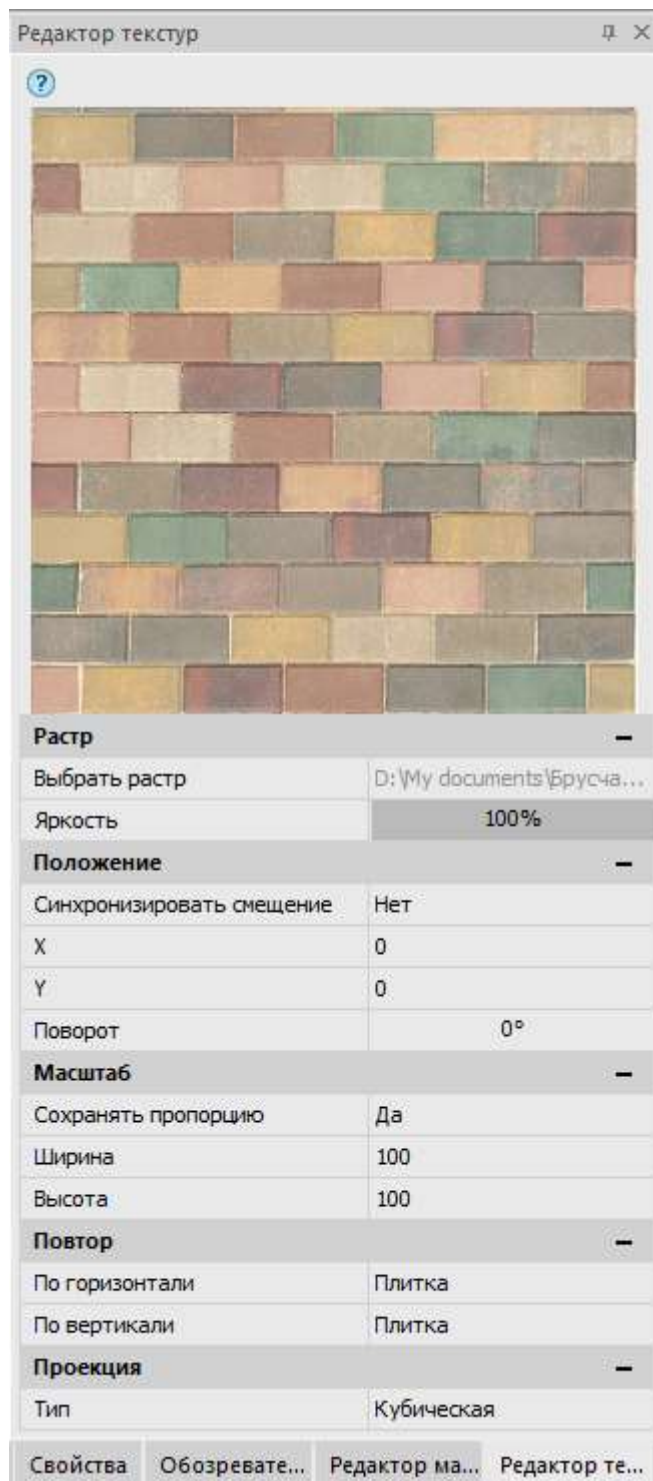 Редактор текстур
?
Растр
Выбрать растр D:\My documents\Брусча...
Яркость 100%
Положение
Синхронизировать смещение Нет
X 0
Y 0
Поворот 0°
Масштаб
Сохранять пропорцию Да
Ширина 100
Высота 100
Повтор
По горизонтали Плитка
По вертикали Плитка
Проекция
Тип Кубическая
Свойства Обозревате... Редактор ма... Редактор те...